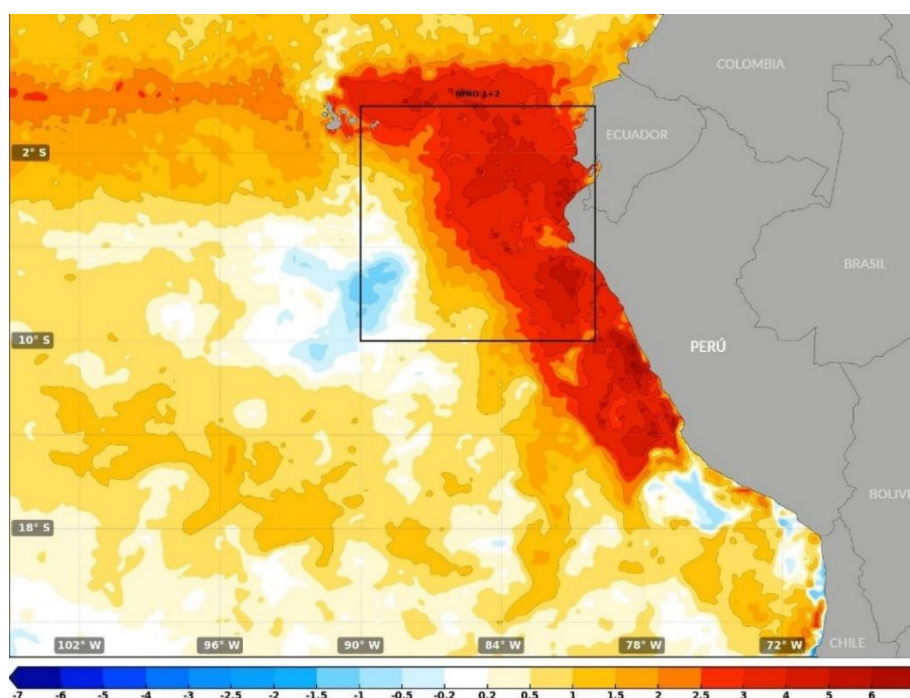 COLOMBIA
NINO 1+2
ECUADOR
2° S
BRASIL
10° S
PERÚ
BOLIVI
18° S
102° W 96° W 90° W 84° W 78° W 72° W
CHILE
-7 -6 -5 -4 -3 -2.5 -2 -1.5 -1 -0.5 -0.2 0.2 0.5 1 1.5 2 2.5 3 4 5 6